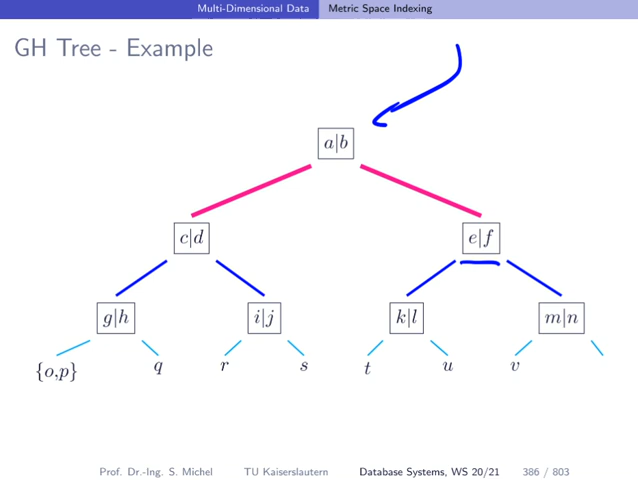 Multi-Dimensional Data Metric Space Indexing
GH Tree - Example
a|b
c|d e|f
g|h i|j k|l m|n
{o,p} q r s t u v
Prof. Dr.-Ing. S. Michel TU Kaiserslautern Database Systems, WS 20/21 386 / 803